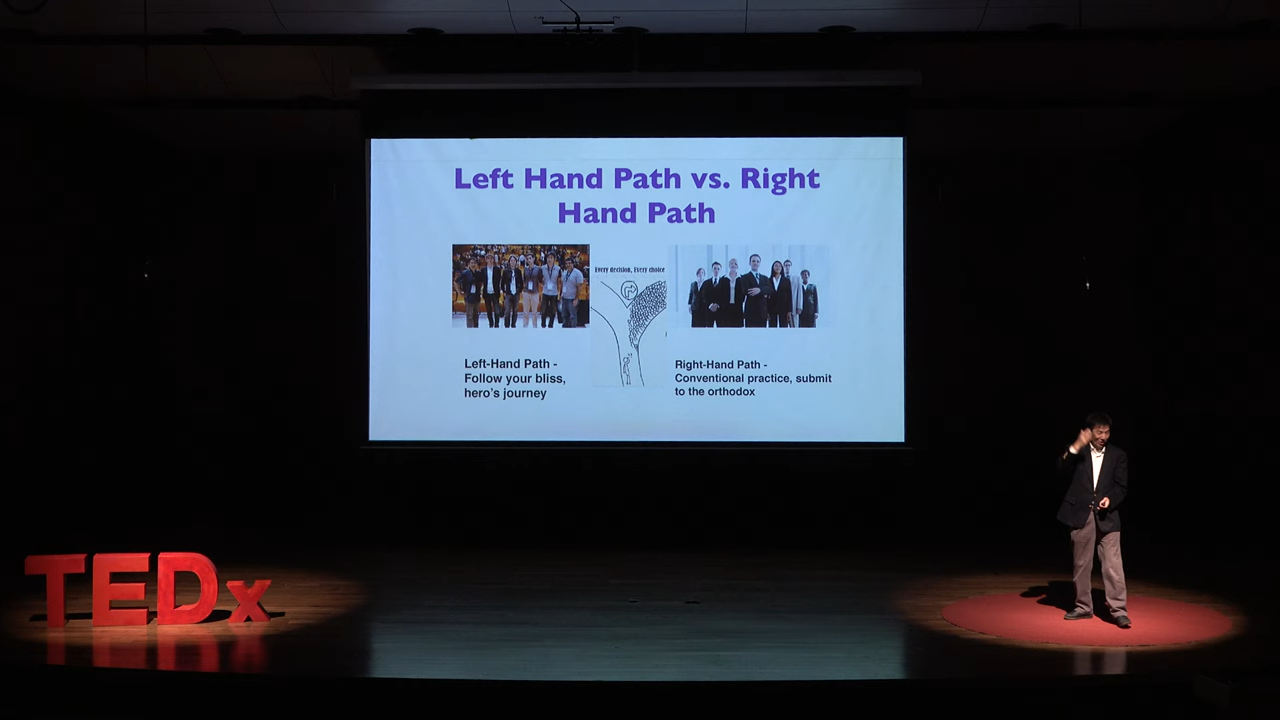 Left Hand Path vs. Right
Hand Path
Every decision, Every choice
Left-Hand Path -
Follow your bliss,
hero's journey
Right-Hand Path -
Conventional practice, submit
to the orthodox
TEDx